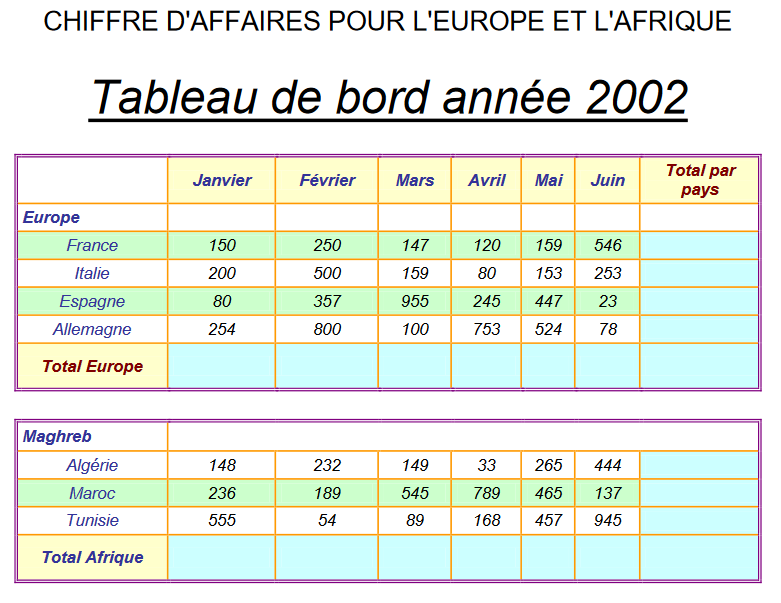 CHIFFRE D'AFFAIRES POUR L'EUROPE ET L'AFRIQUE
Tableau de bord année 2002
Janvier Février Mars Avril Mai Juin Total par pays
Europe
France 150 250 147 120 159 546
Italie 200 500 159 80 153 253
Espagne 80 357 955 245 447 23
Allemagne 254 800 100 753 524 78
Total Europe
Maghreb
Algérie 148 232 149 33 265 444
Maroc 236 189 545 789 465 137
Tunisie 555 54 89 168 457 945
Total Afrique